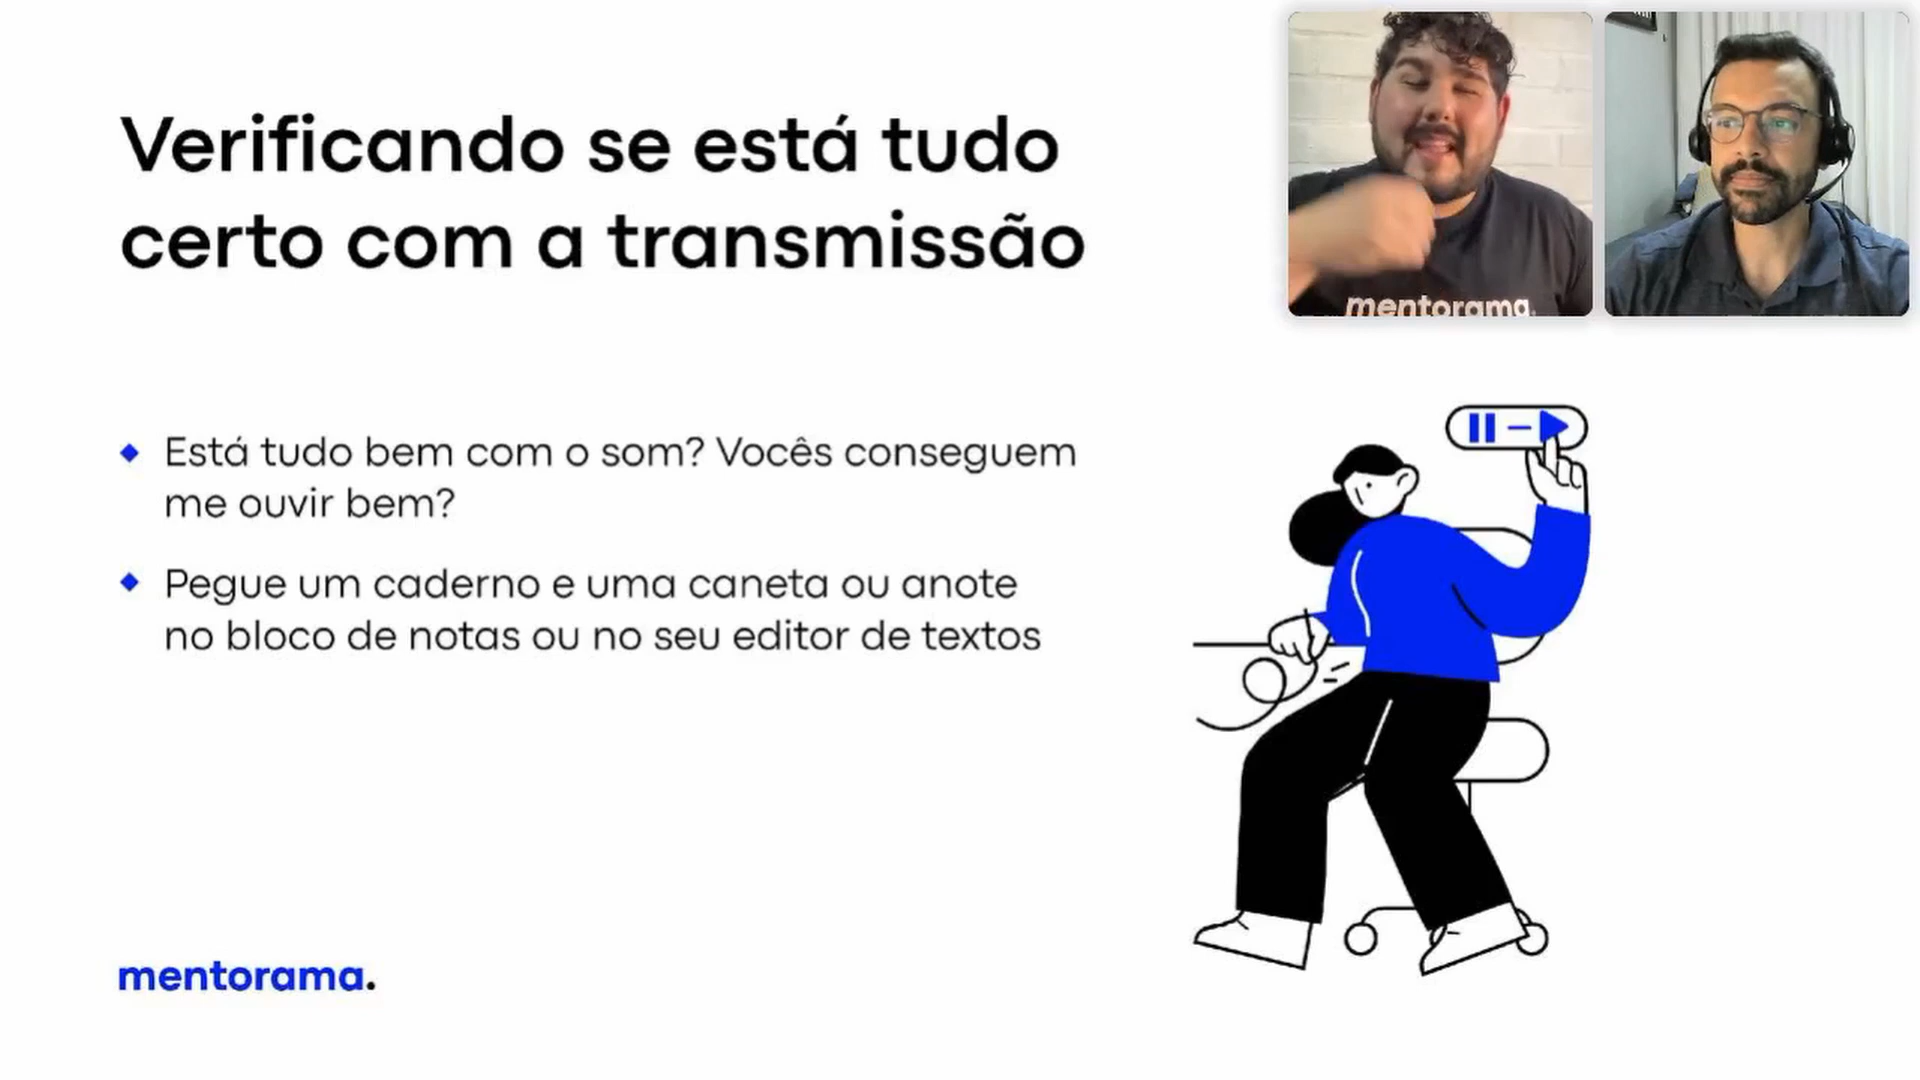 Verificando se está tudo
certo com a transmissão
mentorama.
Está tudo bem com o som? Vocês conseguem
me ouvir bem?
Pegue um caderno e uma caneta ou anote
no bloco de notas ou no seu editor de textos
mentorama.